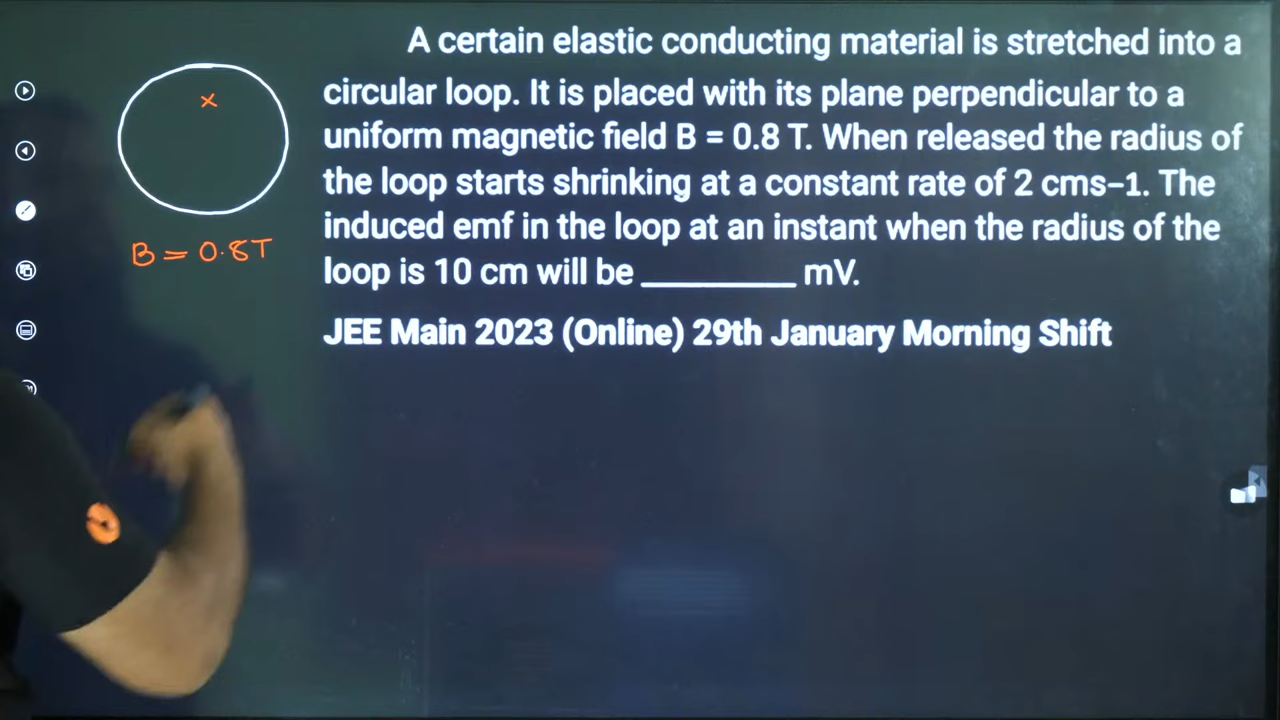 A certain elastic conducting material is stretched into a
circular loop. It is placed with its plane perpendicular to a
uniform magnetic field B = 0.8 T. When released the radius of
the loop starts shrinking at a constant rate of 2 cms–1. The
induced emf in the loop at an instant when the radius of the
loop is 10 cm will be __________ mV.
JEE Main 2023 (Online) 29th January Morning Shift
x
B = 0.8T